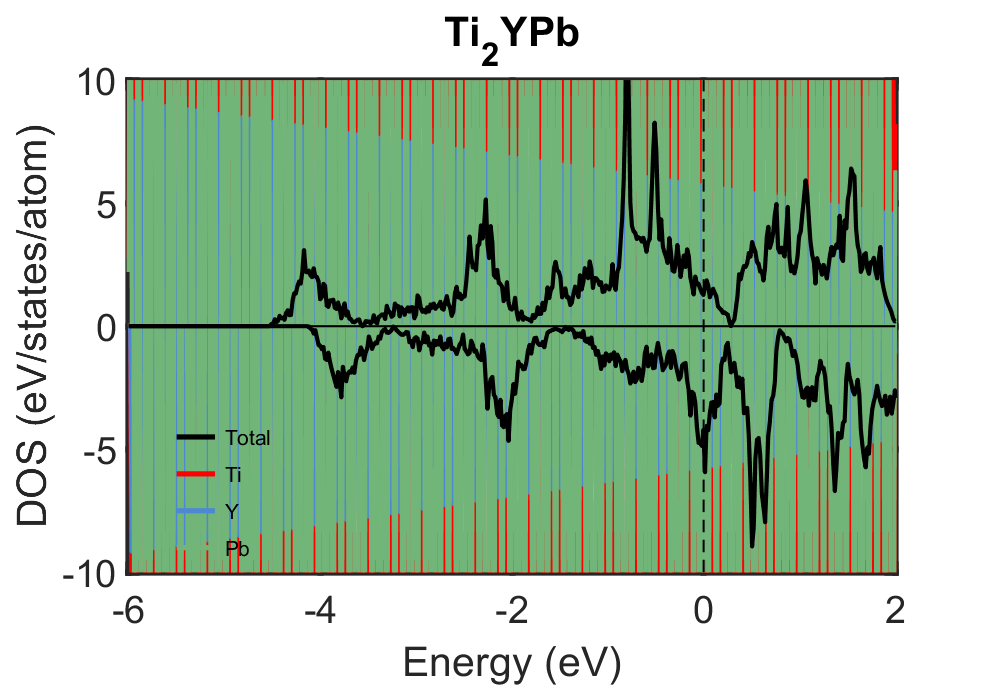 Ti2YPb
10
5
0
-5
-10
DOS (eV/states/atom)
Total
Ti
Y
Pb
-6 -4 -2 0 2
Energy (eV)